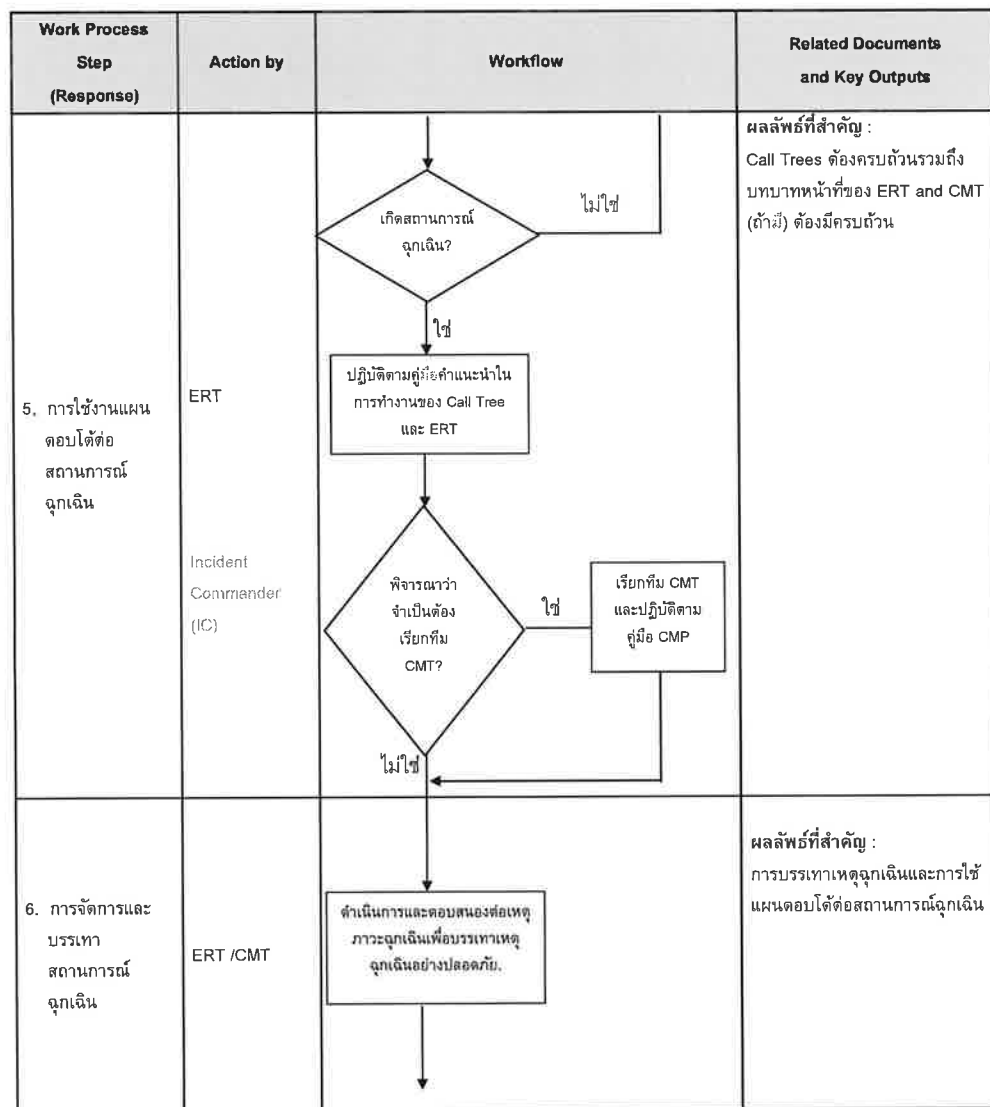 Work Process
Step
(Response)
Action by
Workflow
Related Documents
and Key Outputs
5. การใช้งานแผน
ตอบโต้ต่อ
สถานการณ์
ฉุกเฉิน
ERT
Incident
Commander
(IC)
เกิดสถานการณ์
ฉุกเฉิน?
ไม่ใช่
ใช่
ปฏิบัติตามคู่มือคำแนะนำใน
การทำงานของ Call Tree
และ ERT
พิจารณาว่า
จำเป็นต้อง
เรียกทีม
CMT?
ใช่
เรียกทีม CMT
และปฏิบัติตาม
คู่มือ CMP
ไม่ใช่
ผลลัพธ์ที่สำคัญ :
Call Trees ต้องครบถ้วนรวมถึง
บทบาทหน้าที่ของ ERT and CMT
(ถ้ามี) ต้องมีครบถ้วน
6. การจัดการและ
บรรเทา
สถานการณ์
ฉุกเฉิน
ERT /CMT
ดำเนินการและตอบสนองต่อเหตุ
ภาวะฉุกเฉินเพื่อบรรเทาเหตุ
ฉุกเฉินอย่างปลอดภัย.
ผลลัพธ์ที่สำคัญ :
การบรรเทาเหตุฉุกเฉินและการใช้
แผนตอบโต้ต่อสถานการณ์ฉุกเฉิน